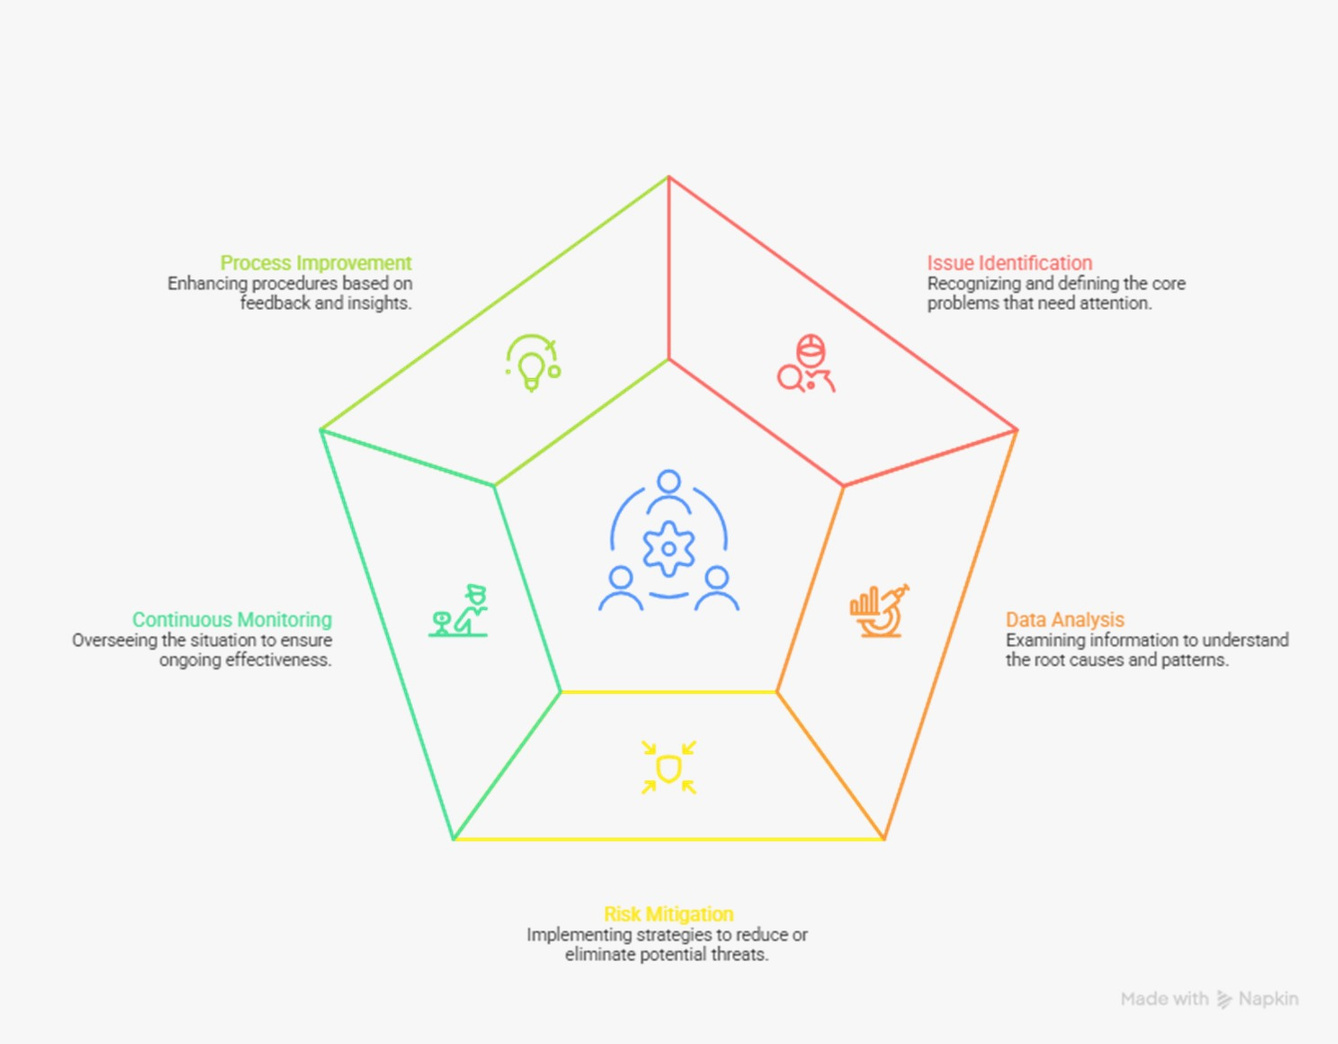 Process Improvement
Enhancing procedures based on
feedback and insights.
Issue Identification
Recognizing and defining the core
problems that need attention.
Continuous Monitoring
Overseeing the situation to ensure
ongoing effectiveness.
Data Analysis
Examining information to understand
the root causes and patterns.
Risk Mitigation
Implementing strategies to reduce or
eliminate potential threats.
Made with Napkin